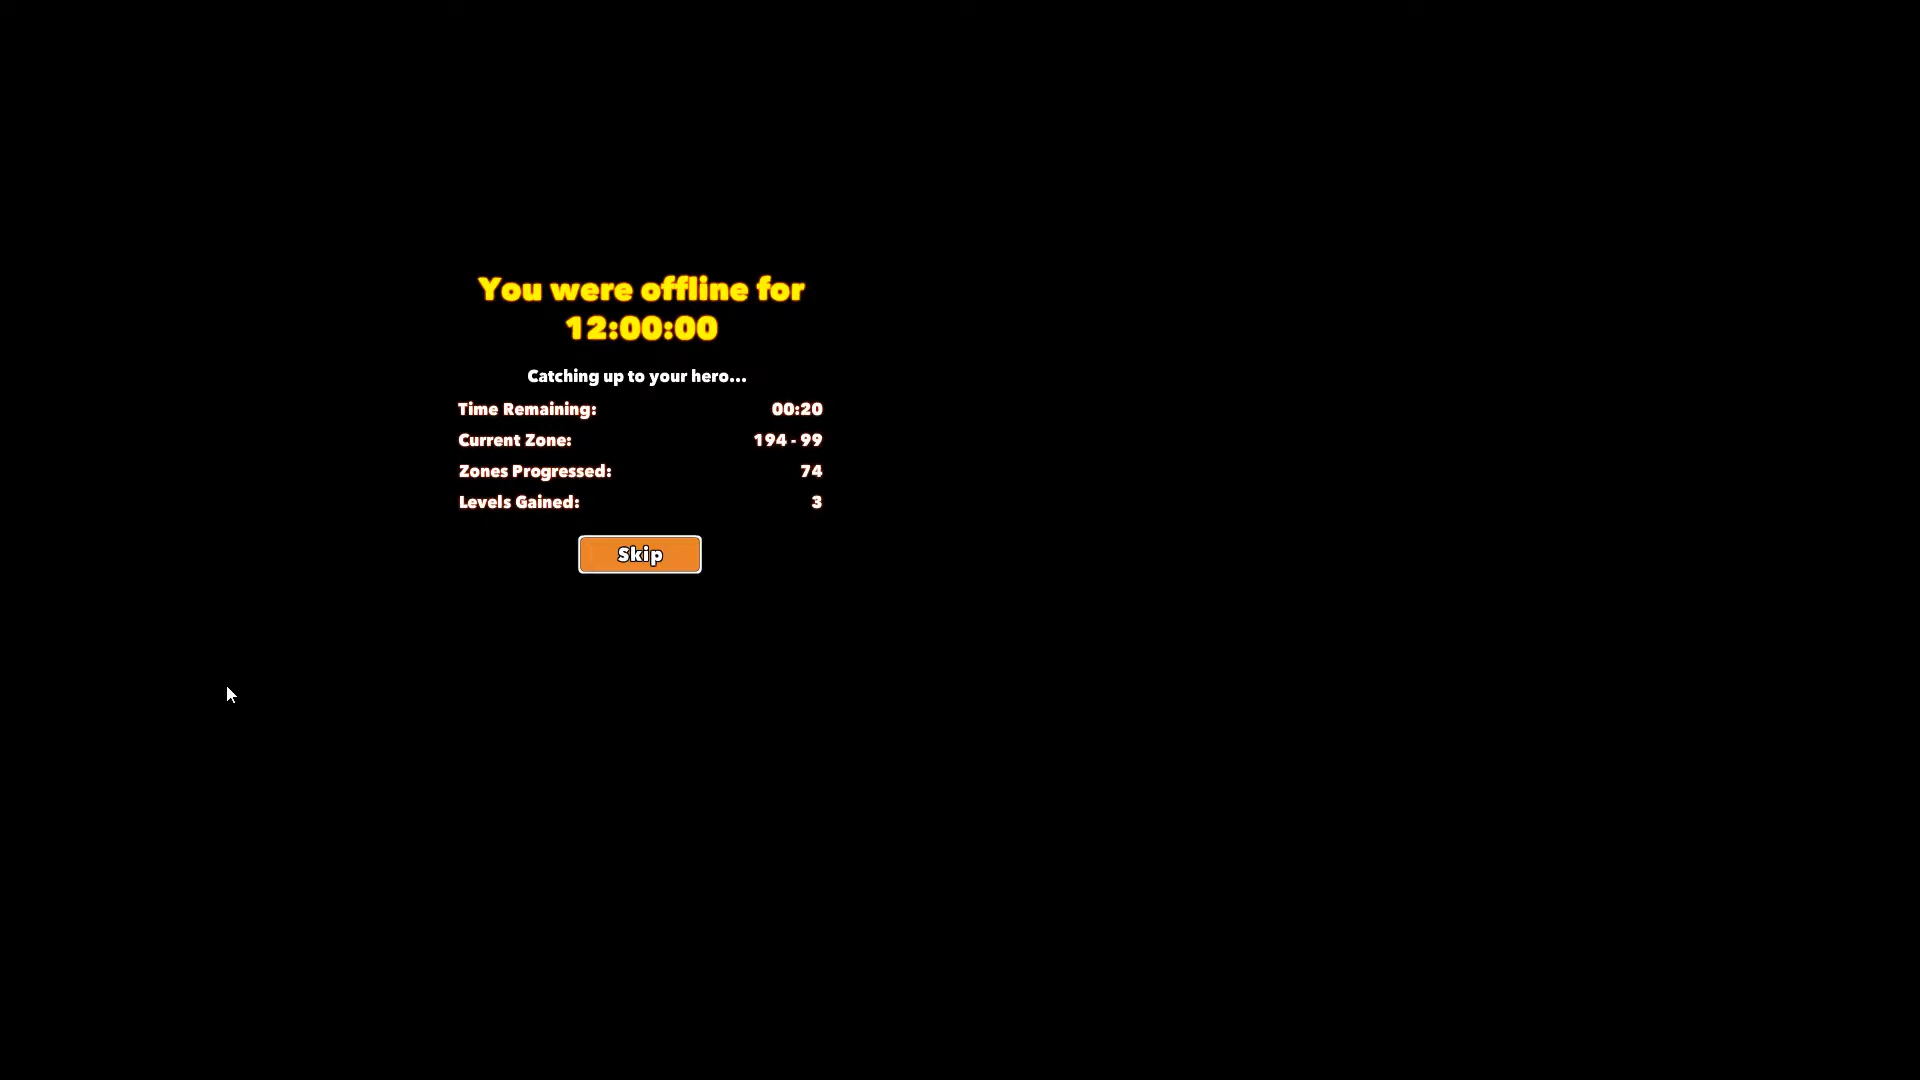 You were offline for
12:00:00
Catching up to your hero...
Time Remaining: 00:20
Current Zone: 194 - 99
Zones Progressed: 74
Levels Gained: 3
Skip